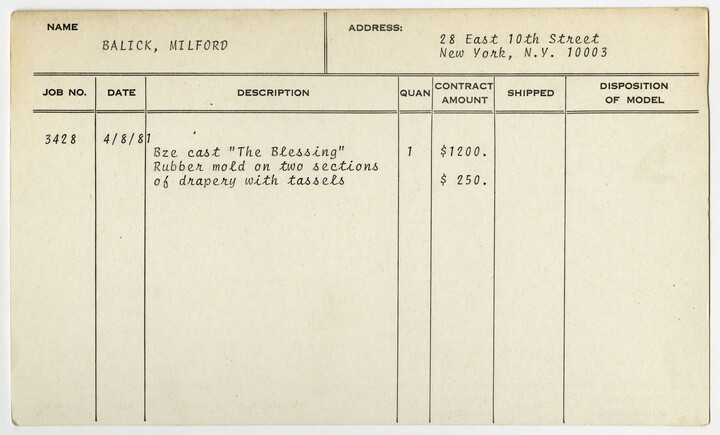 NAME
BALICK, MILFORD
ADDRESS:
28 East 10th Street
New York, N.Y. 10003
JOB NO. DATE DESCRIPTION QUAN CONTRACT AMOUNT SHIPPED DISPOSITION OF MODEL
3428 4/8/81
Bze cast "The Blessing" 1 $1200.
Rubber mold on two sections
of drapery with tassels $ 250.